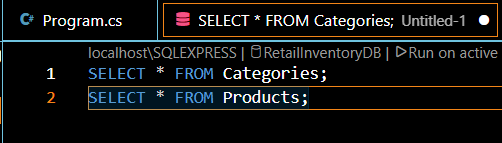 Program.cs
SELECT * FROM Categories; Untitled-1
localhost\SQLEXPRESS | RetailInventoryDB | Run on active
1 SELECT * FROM Categories;
2 SELECT * FROM Products;